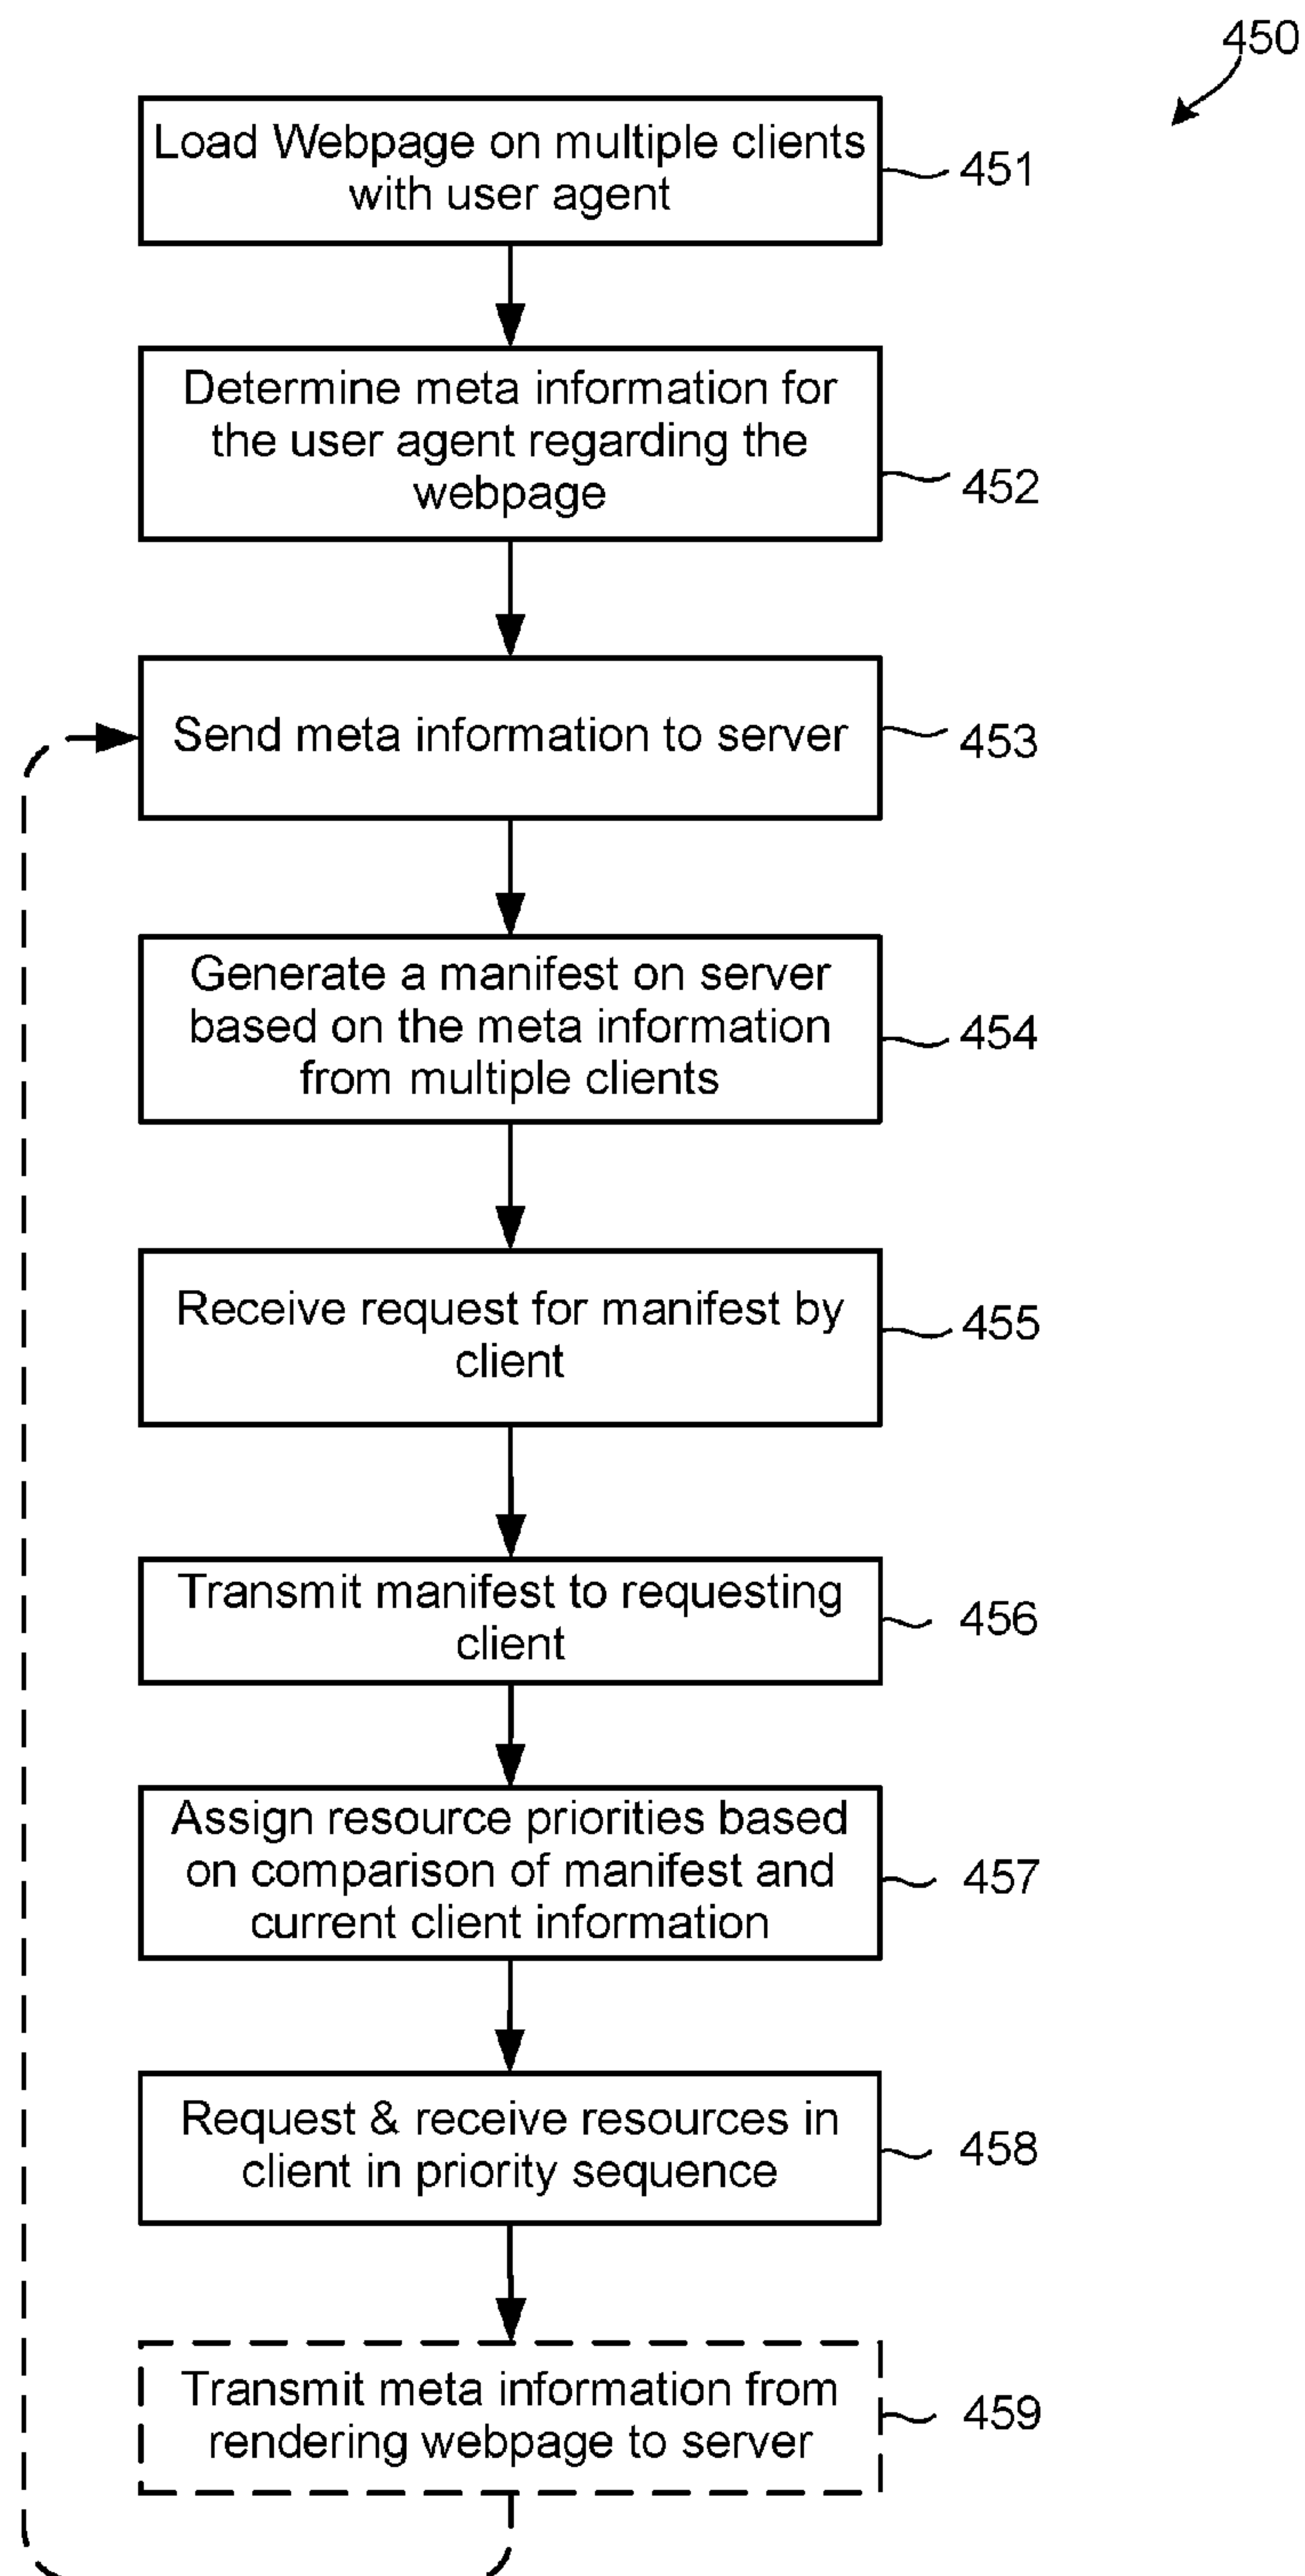 450
Load Webpage on multiple clients
with user agent
451
Determine meta information for
the user agent regarding the
webpage
452
Send meta information to server
453
Generate a manifest on server
based on the meta information
from multiple clients
454
Receive request for manifest by
client
455
Transmit manifest to requesting
client
456
Assign resource priorities based
on comparison of manifest and
current client information
457
Request & receive resources in
client in priority sequence
458
Transmit meta information from
rendering webpage to server
459